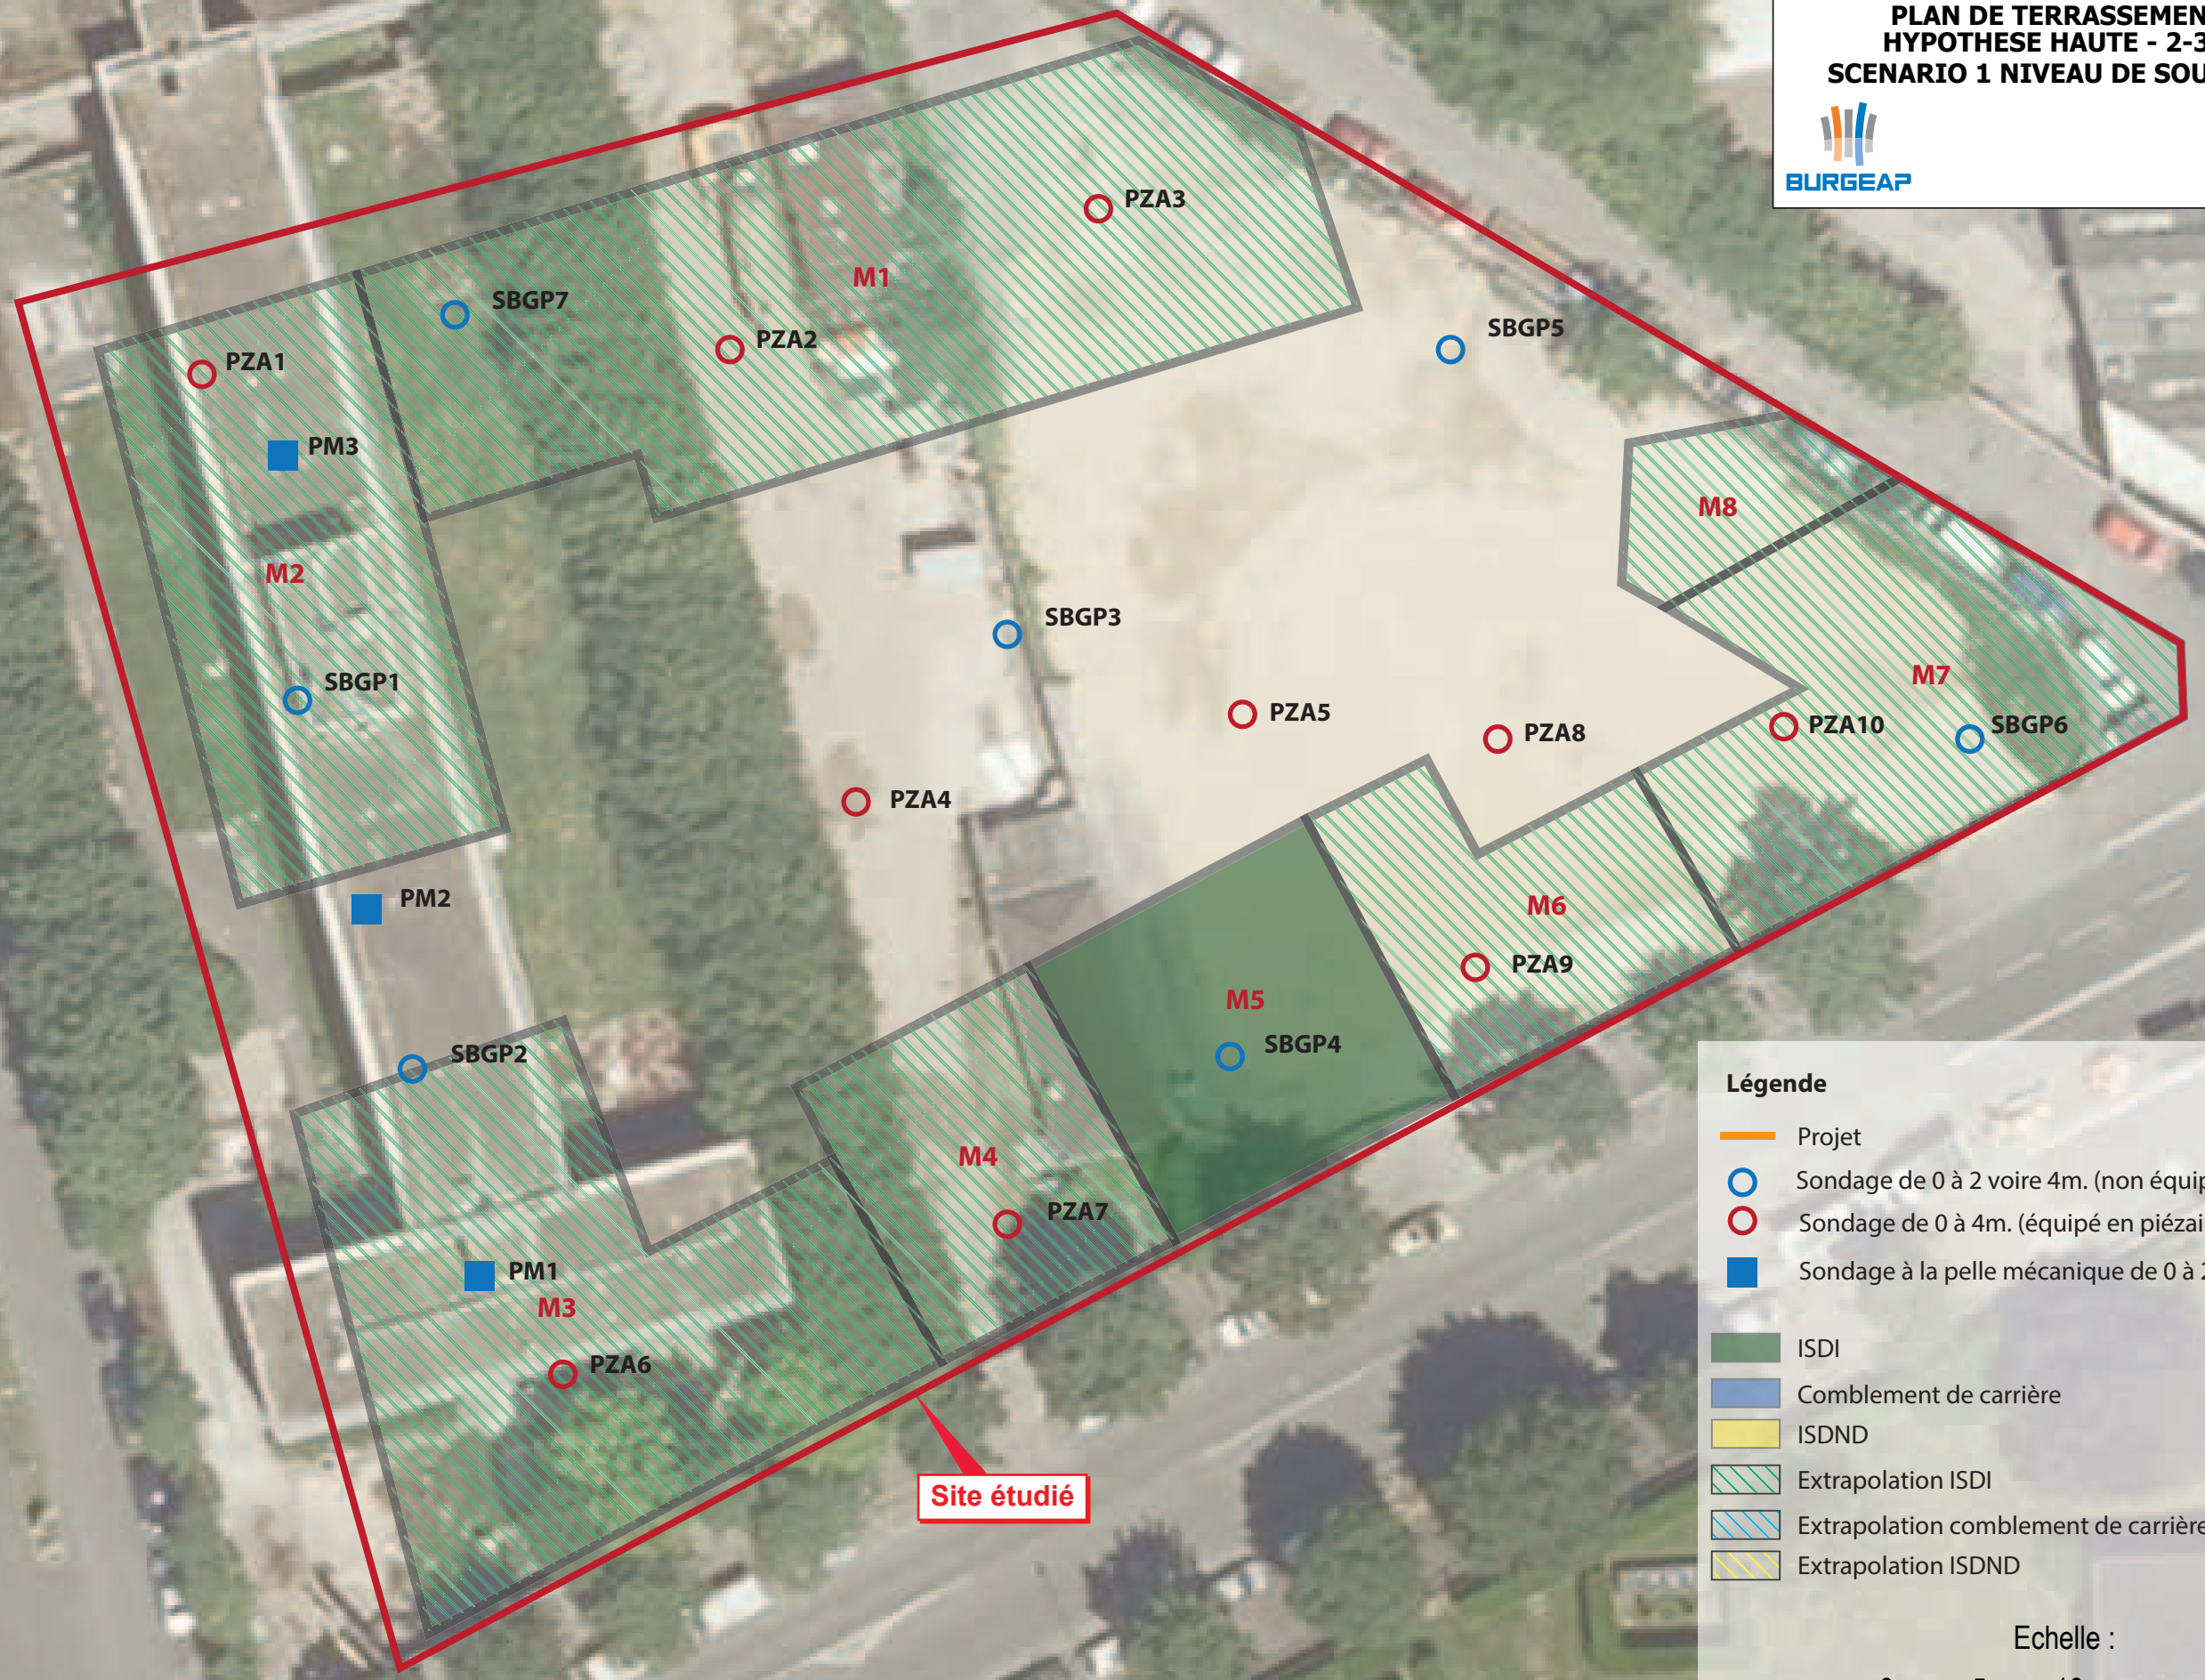 PLAN DE TERRASSEMEN
HYPOTHESE HAUTE - 2-3
SCENARIO 1 NIVEAU DE SOU
BURGEAP
PZA3
M1
SBGP7
PZA2
SBGP5
PZA1
PM3
M8
M2
SBGP3
SBGP1
M7
PZA5
PZA8
PZA10
SBGP6
PZA4
PM2
M6
PZA9
M5
SBGP4
SBGP2
M4
PZA7
PM1
M3
PZA6
Site étudié
Légende
Projet
Sondage de 0 à 2 voire 4m. (non équip
Sondage de 0 à 4m. (équipé en piézai
Sondage à la pelle mécanique de 0 à 2
ISDI
Comblement de carrière
ISDND
Extrapolation ISDI
Extrapolation comblement de carrière
Extrapolation ISDND
Echelle :